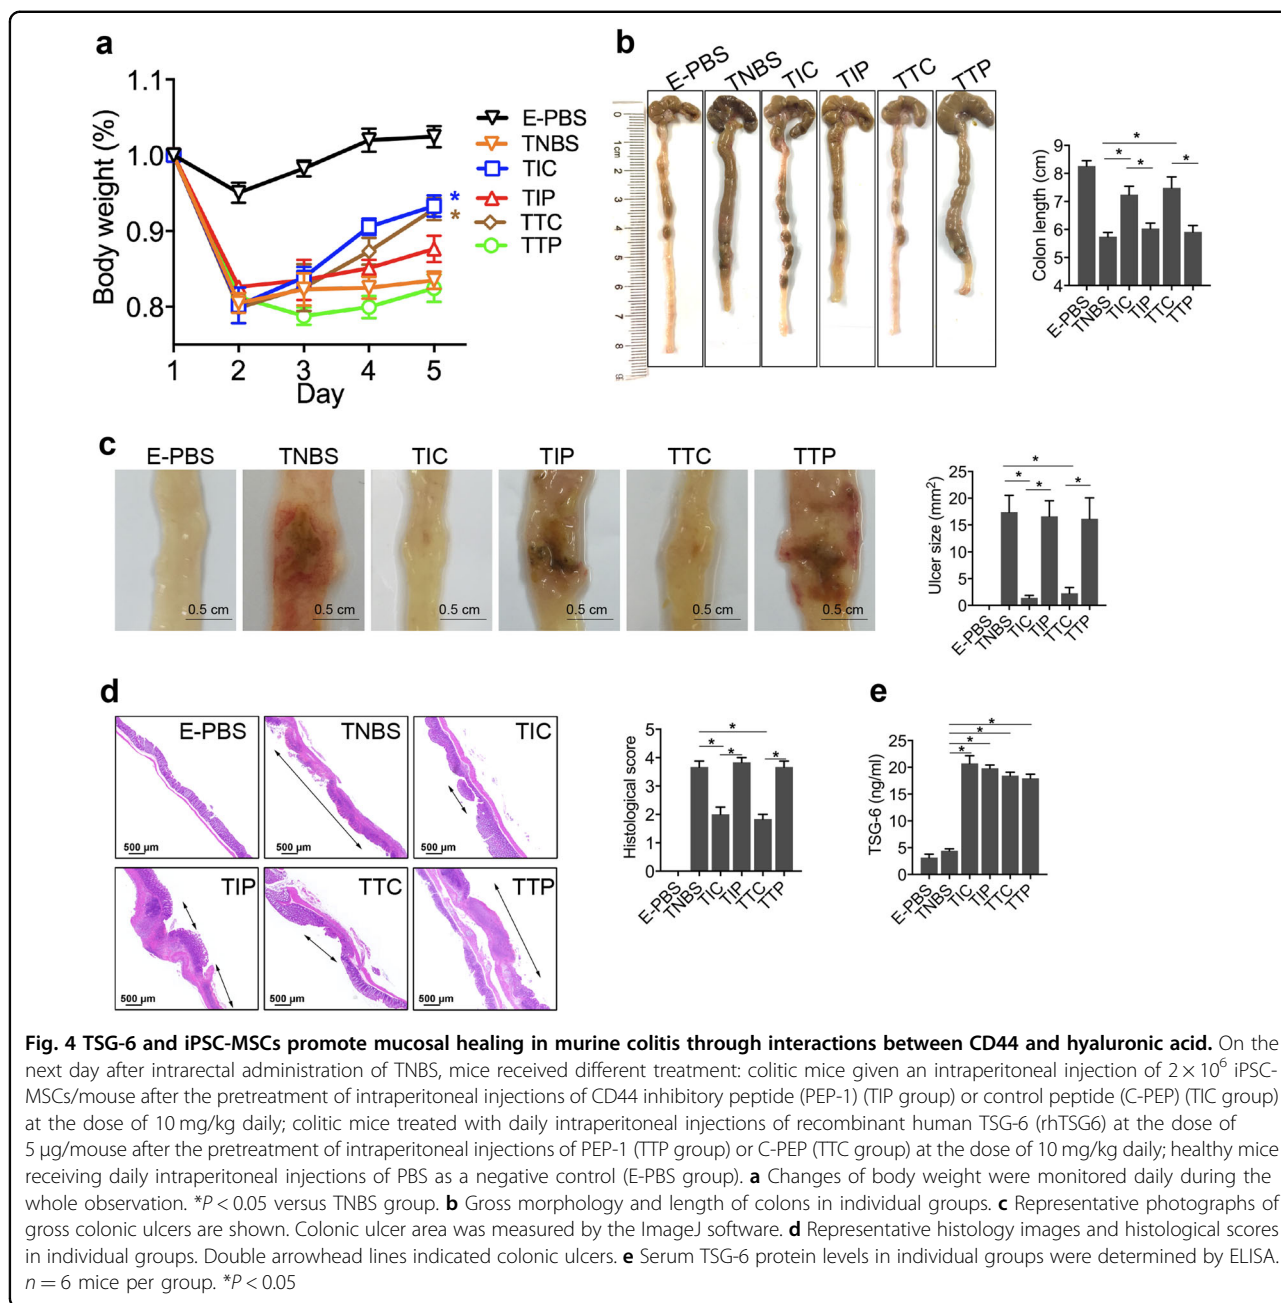 a
1.1
1.0
0.9
0.8
Body weight (%)
1 2 3 4 5
Day
E-PBS
TNBS
TIC
TIP
TTC
TTP
*
*
b
E-PBS TNBS TIC TIP TTC TTP
0
1cm
2
3
4
5
6
7
8
Colon length (cm)
9
8
7
6
5
4
* * * *
E-PBS TNBS TIC TIP TTC TTP
c
E-PBS TNBS TIC TIP TTC TTP
0.5 cm 0.5 cm 0.5 cm 0.5 cm 0.5 cm 0.5 cm
Ulcer size (mm²)
25
20
15
10
5
0
* * * *
E-PBS TNBS TIC TIP TTC TTP
d
E-PBS TNBS TIC
500 µm 500 µm 500 µm
TIP TTC TTP
500 µm 500 µm 500 µm
Histological score
5
4
3
2
1
0
* * * *
E-PBS TNBS TIC TIP TTC TTP
e
TSG-6 (ng/ml)
25
20
15
10
5
0
* * * *
E-PBS TNBS TIC TIP TTC TTP
Fig. 4 TSG-6 and iPSC-MSCs promote mucosal healing in murine colitis through interactions between CD44 and hyaluronic acid. On the
next day after intrarectal administration of TNBS, mice received different treatment: colitic mice given an intraperitoneal injection of 2 × 10⁶ iPSC-
MSCs/mouse after the pretreatment of intraperitoneal injections of CD44 inhibitory peptide (PEP-1) (TIP group) or control peptide (C-PEP) (TIC group)
at the dose of 10 mg/kg daily; colitic mice treated with daily intraperitoneal injections of recombinant human TSG-6 (rhTSG6) at the dose of
5 µg/mouse after the pretreatment of intraperitoneal injections of PEP-1 (TTP group) or C-PEP (TTC group) at the dose of 10 mg/kg daily; healthy mice
receiving daily intraperitoneal injections of PBS as a negative control (E-PBS group). a Changes of body weight were monitored daily during the
whole observation. *P < 0.05 versus TNBS group. b Gross morphology and length of colons in individual groups. c Representative photographs of
gross colonic ulcers are shown. Colonic ulcer area was measured by the ImageJ software. d Representative histology images and histological scores
in individual groups. Double arrowhead lines indicated colonic ulcers. e Serum TSG-6 protein levels in individual groups were determined by ELISA.
n = 6 mice per group. *P < 0.05